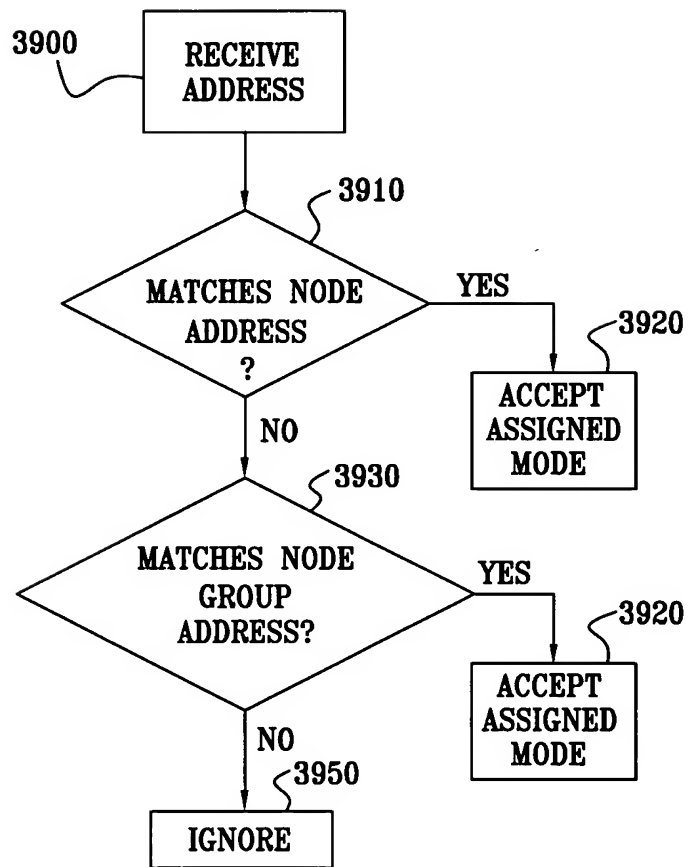 3900
RECEIVE
ADDRESS
3910
MATCHES NODE
ADDRESS
?
YES
3920
ACCEPT
ASSIGNED
MODE
NO
3930
MATCHES NODE
GROUP
ADDRESS?
YES
3920
ACCEPT
ASSIGNED
MODE
NO
3950
IGNORE